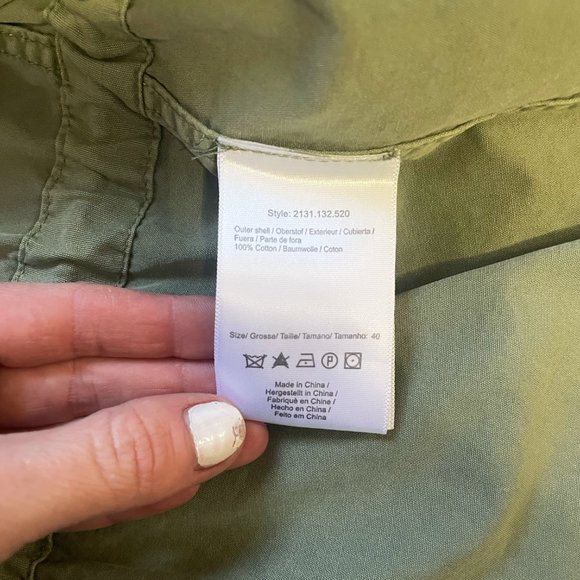 Style: 2131.132.520
Outer shell / Oberstof / Exterieur / Cubierta /
Fuera / Parte de fora
100% Cotton / Baumwolle / Coton
Size/ Grosse/ Taille/ Tamano/ Tamanho: 40
P
Made in China /
Hergestellt in China /
Fabriqué en Chine /
Hecho en China /
Feito em China